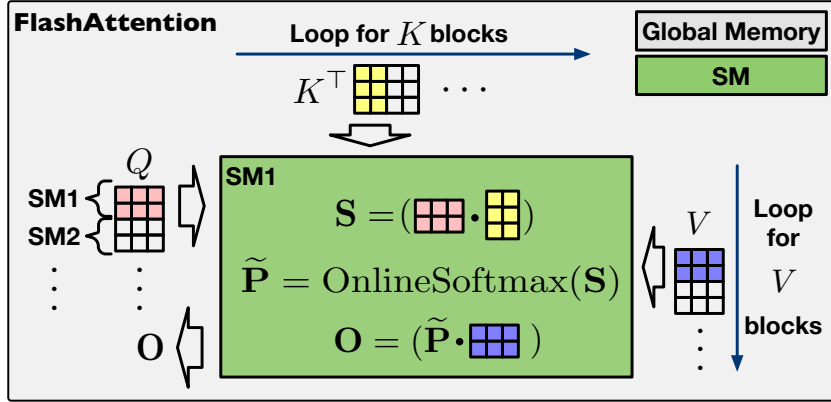 FlashAttention
Loop for K blocks
Global Memory
SM
K⊤ · · ·
Q
SM1
SM2
SM1
S = ( · )
P̃ = OnlineSoftmax(S)
O = (P̃ · )
O
V
Loop
for
V
blocks